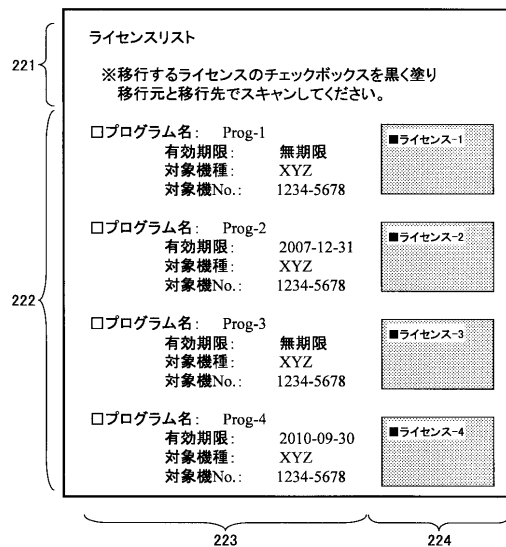 ライセンスリスト
※移行するライセンスのチェックボックスを黒く塗り
移行元と移行先でスキャンしてください。
221
222
□プログラム名: Prog-1
有効期限: 無期限
対象機種: XYZ
対象機No.: 1234-5678
■ライセンス-1
□プログラム名: Prog-2
有効期限: 2007-12-31
対象機種: XYZ
対象機No.: 1234-5678
■ライセンス-2
□プログラム名: Prog-3
有効期限: 無期限
対象機種: XYZ
対象機No.: 1234-5678
■ライセンス-3
□プログラム名: Prog-4
有効期限: 2010-09-30
対象機種: XYZ
対象機No.: 1234-5678
■ライセンス-4
223
224